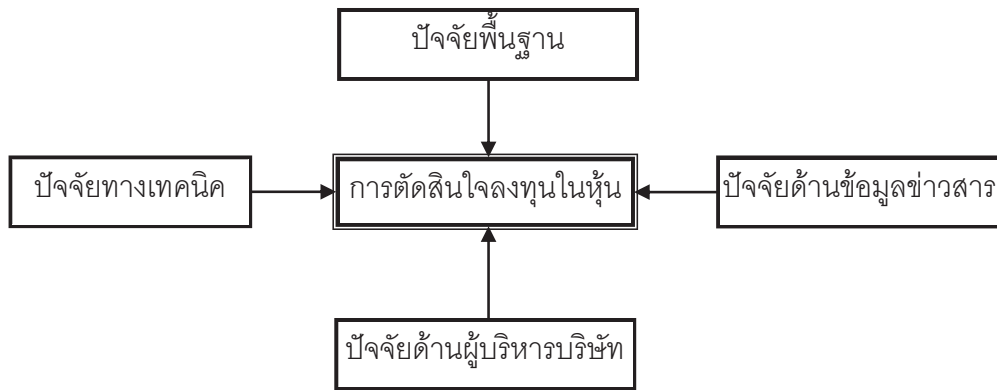 ปัจจัยพื้นฐาน
ปัจจัยทางเทคนิค
การตัดสินใจลงทุนในหุ้น
ปัจจัยด้านข้อมูลข่าวสาร
ปัจจัยด้านผู้บริหารบริษัท